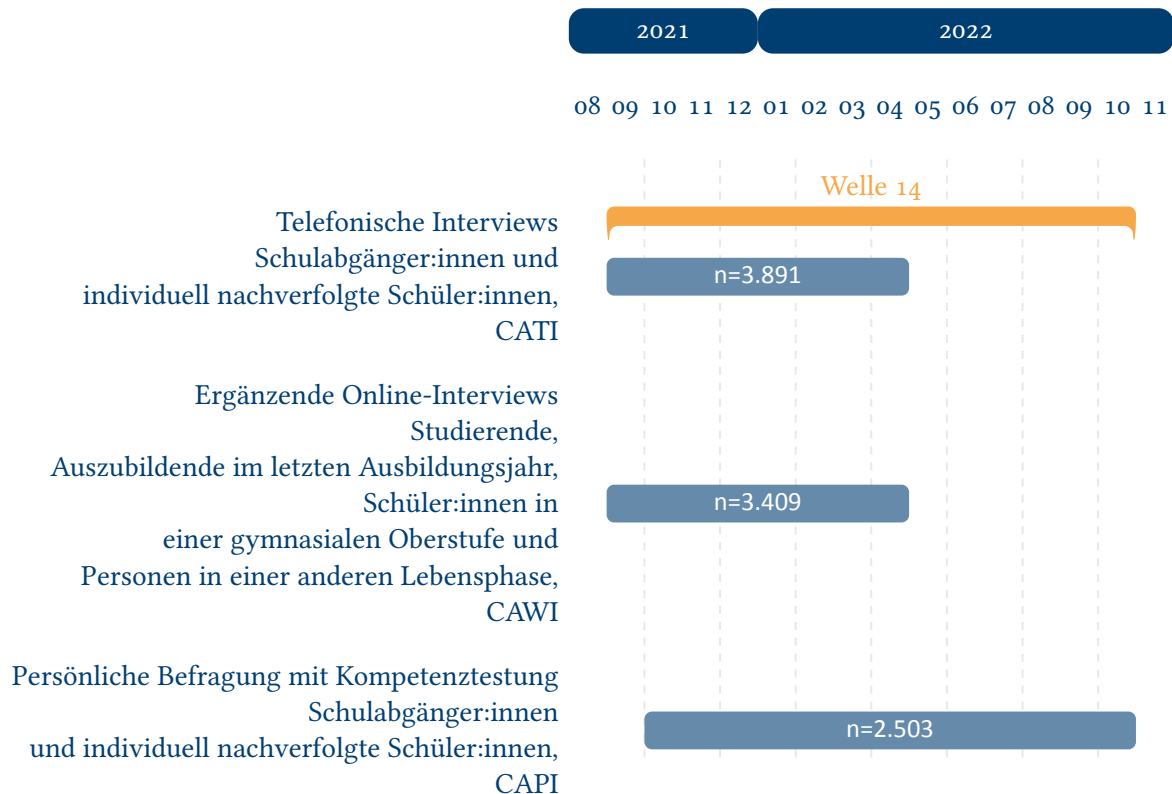 2021 2022
08 09 10 11 12 01 02 03 04 05 06 07 08 09 10 11
Welle 14
Telefonische Interviews
Schulabgänger:innen und
individuell nachverfolgte Schüler:innen,
CATI
n=3.891
Ergänzende Online-Interviews
Studierende,
Auszubildende im letzten Ausbildungsjahr,
Schüler:innen in
einer gymnasialen Oberstufe und
Personen in einer anderen Lebensphase,
CAWI
n=3.409
Persönliche Befragung mit Kompetenztestung
Schulabgänger:innen
und individuell nachverfolgte Schüler:innen,
CAPI
n=2.503